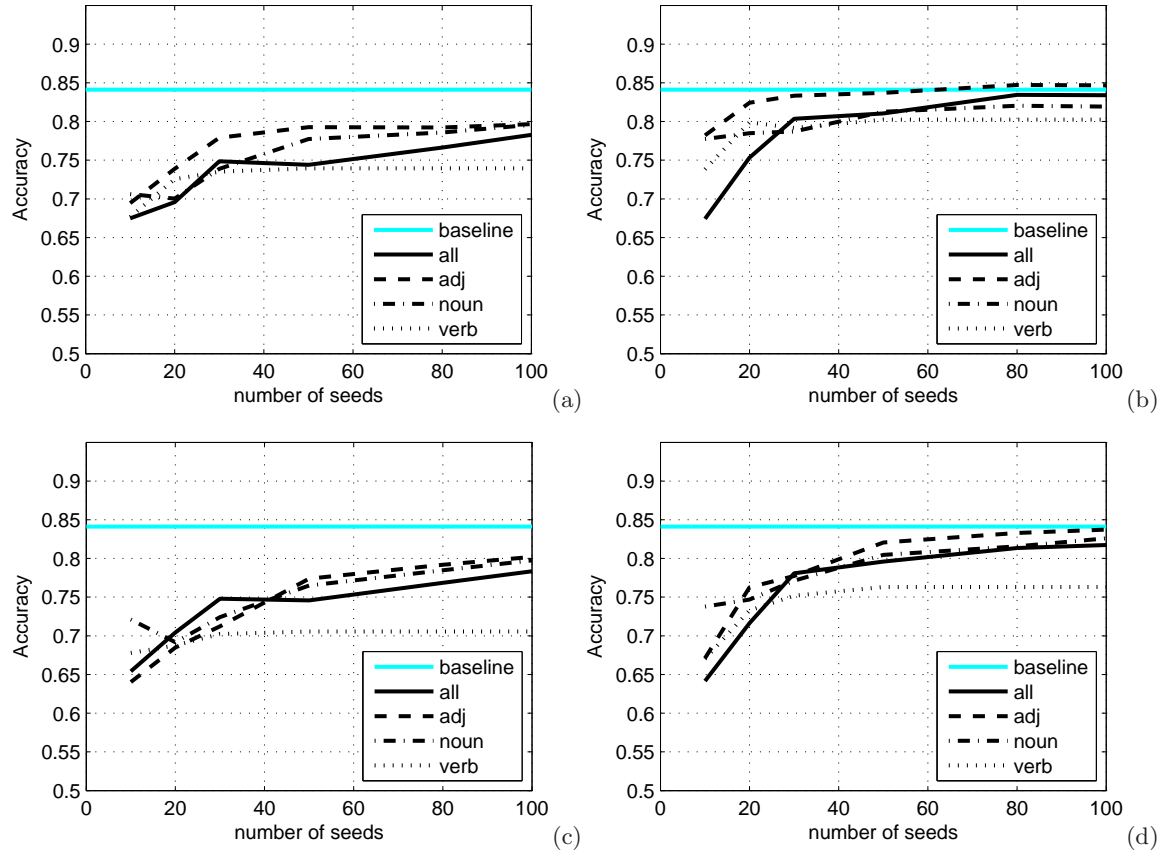 0.9
0.85
0.8
0.75
0.7
0.65
0.6
0.55
0.5
Accuracy
0 20 40 60 80 100
number of seeds
baseline
all
adj
noun
verb
(a)
0.9
0.85
0.8
0.75
0.7
0.65
0.6
0.55
0.5
Accuracy
0 20 40 60 80 100
number of seeds
baseline
all
adj
noun
verb
(b)
0.9
0.85
0.8
0.75
0.7
0.65
0.6
0.55
0.5
Accuracy
0 20 40 60 80 100
number of seeds
baseline
all
adj
noun
verb
(c)
0.9
0.85
0.8
0.75
0.7
0.65
0.6
0.55
0.5
Accuracy
0 20 40 60 80 100
number of seeds
baseline
all
adj
noun
verb
(d)